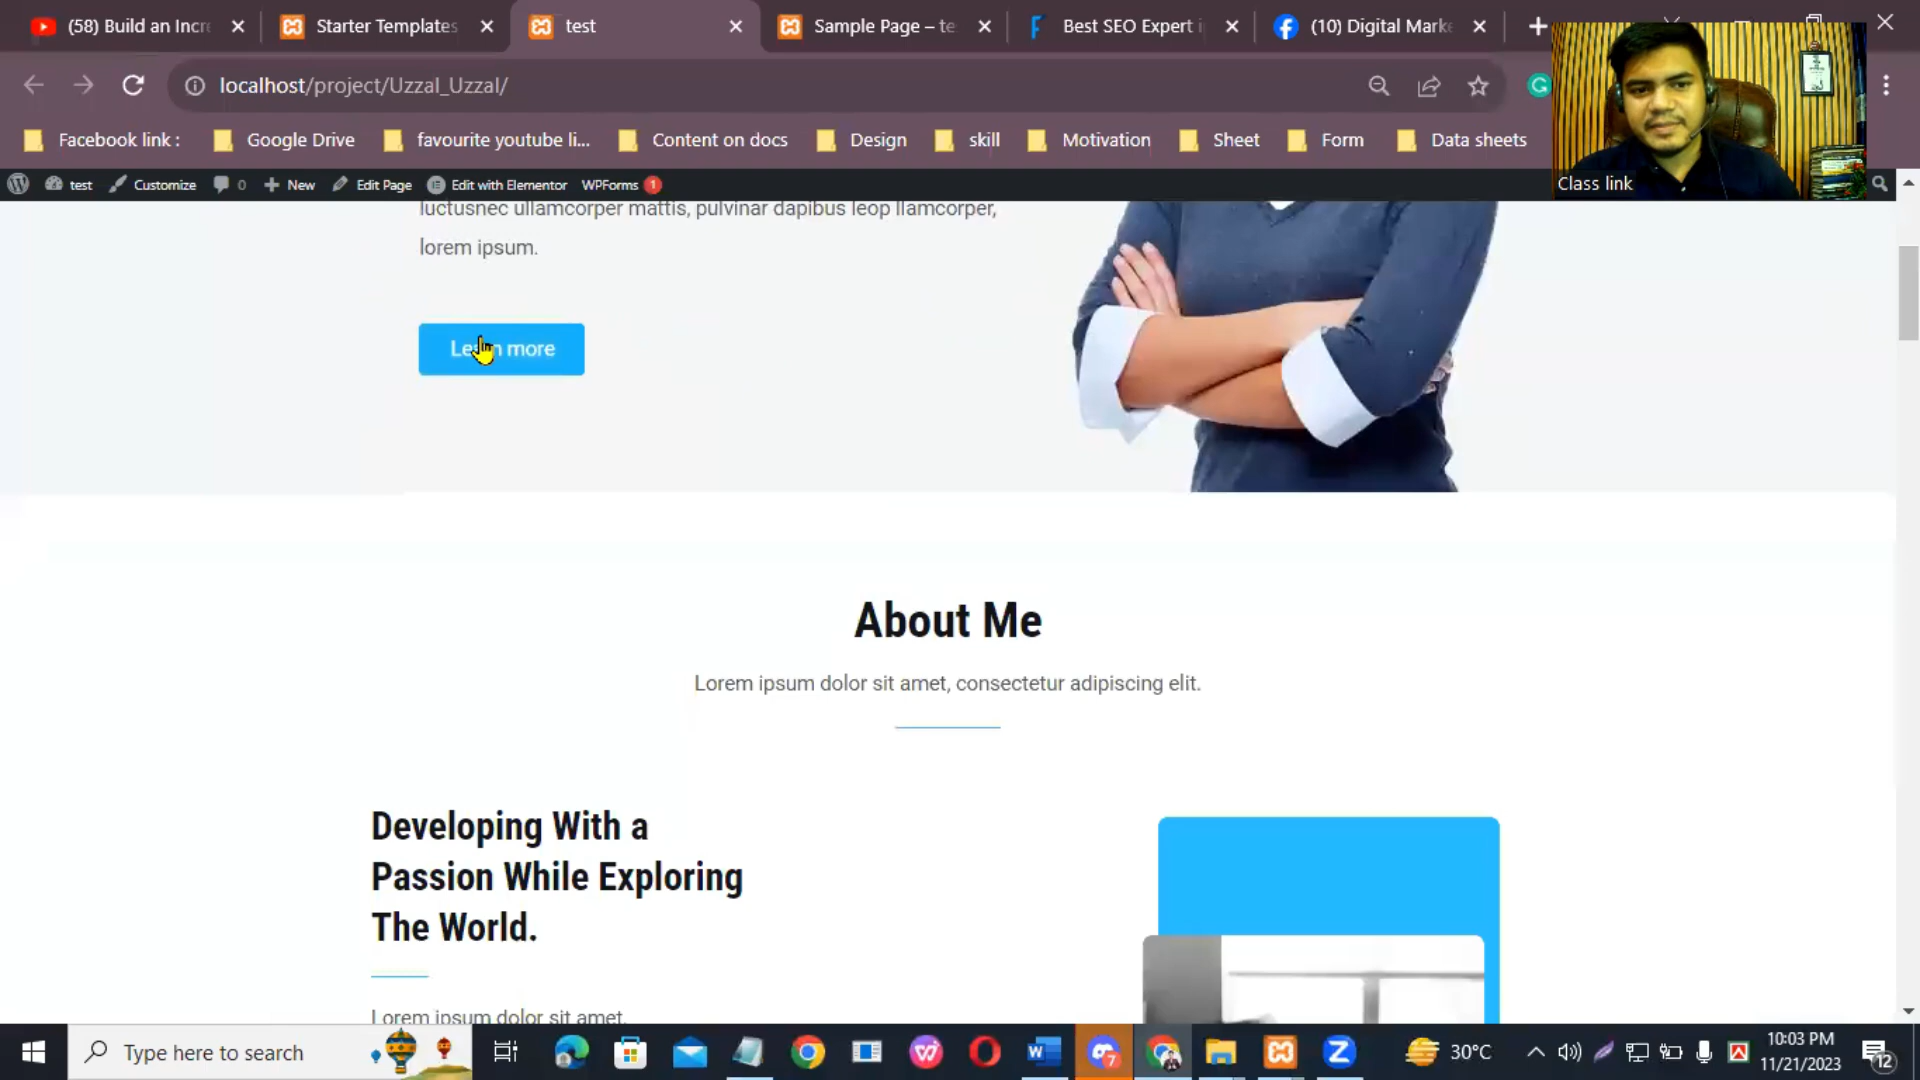 (58) Build an Incre
Starter Templates
test
Sample Page – te
Best SEO Expert i
(10) Digital Marke
localhost/project/Uzzal_Uzzal/
Facebook link :
Google Drive
favourite youtube li...
Content on docs
Design
skill
Motivation
Sheet
Form
Data sheets
Class link
test
Customize
0
New
Edit Page
Edit with Elementor
WPForms 1
luctusnec ullamcorper mattis, pulvinar dapibus leop llamcorper,
lorem ipsum.
Learn more
About Me
Lorem ipsum dolor sit amet, consectetur adipiscing elit.
Developing With a
Passion While Exploring
The World.
Lorem ipsum dolor sit amet.
Type here to search
7
30°C
10:03 PM
11/21/2023
12